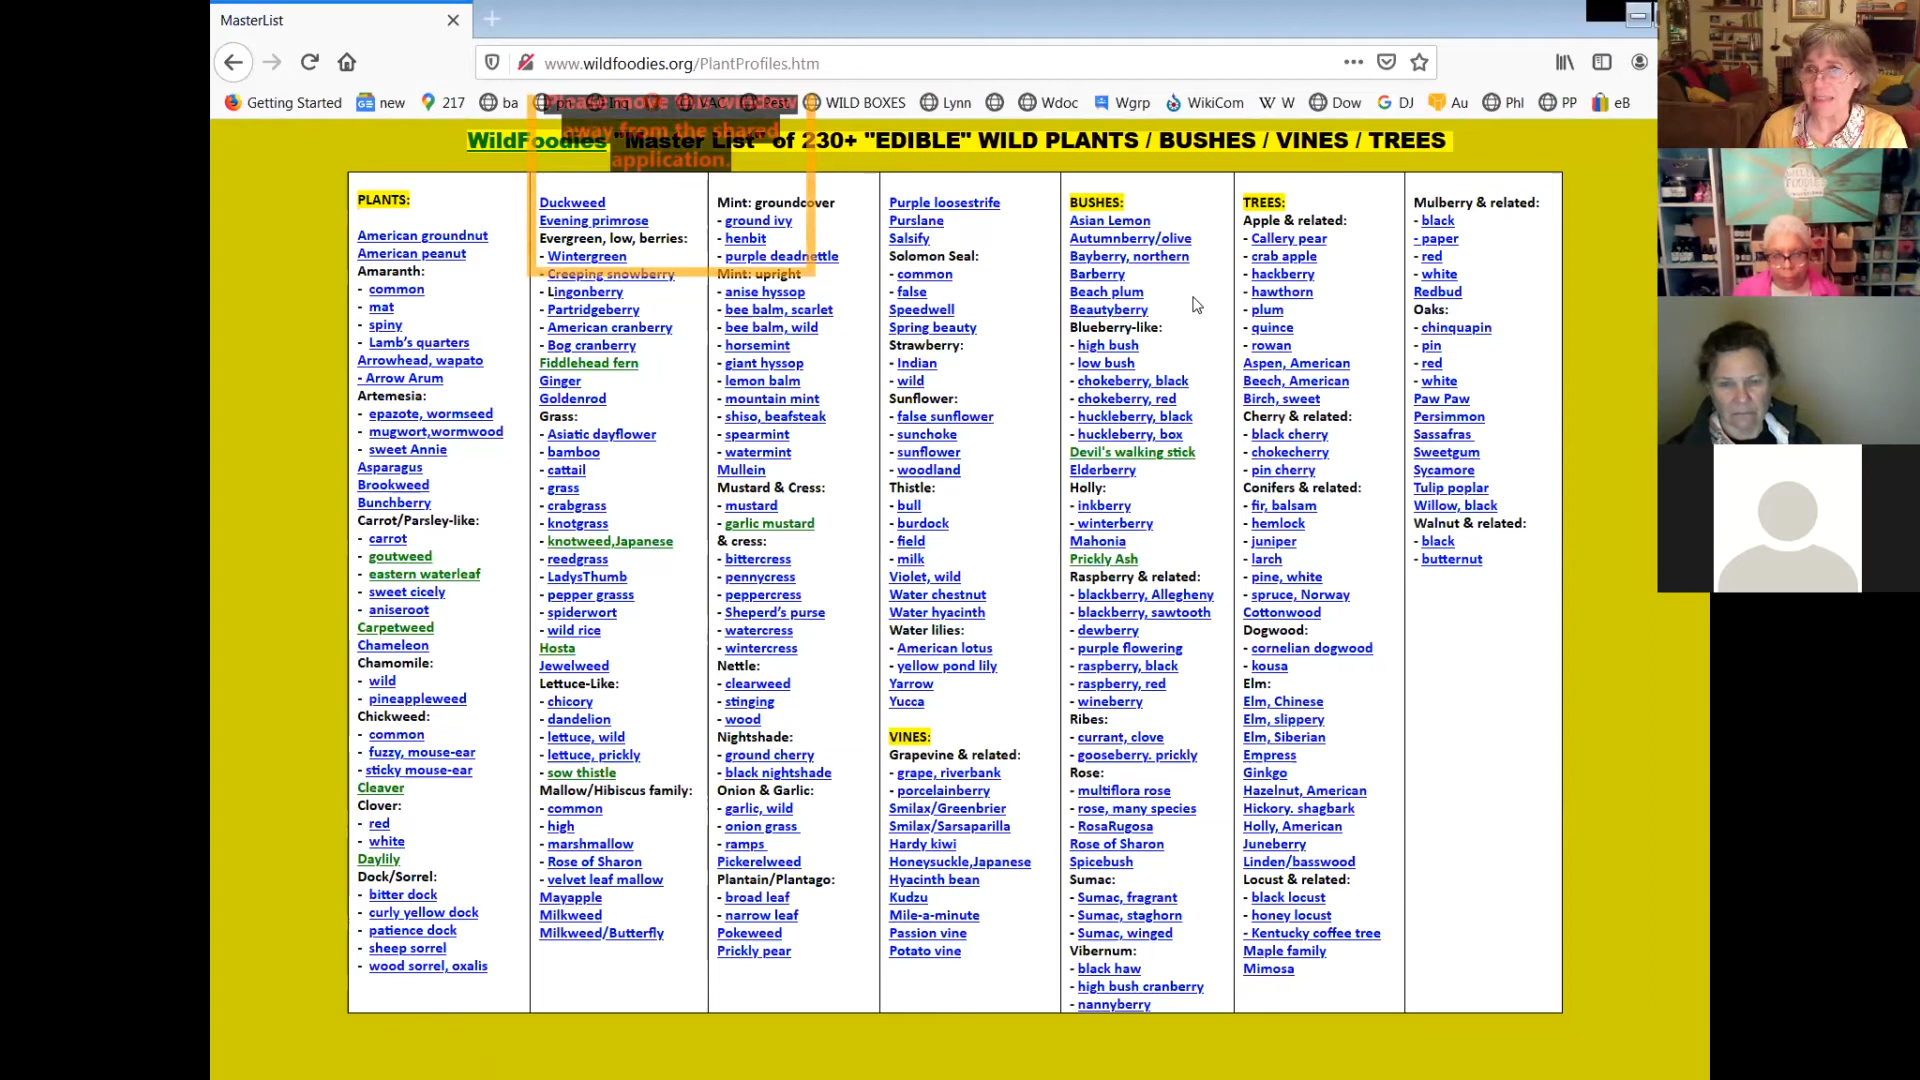 MasterList
www.wildfoodies.org/PlantProfiles.htm
Getting Started new 217 ba pn inq VAC Pest WILD BOXES Lynn Wdoc Wgrp WikiCom W Dow DJ Au Phl PP eB
Please move this window
away from the shared
application.
WildFoodies "Master List" of 230+ "EDIBLE" WILD PLANTS / BUSHES / VINES / TREES
PLANTS:
American groundnut
American peanut
Amaranth:
- common
- mat
- spiny
- Lamb's quarters
Arrowhead, wapato
- Arrow Arum
Artemesia:
- epazote, wormseed
- mugwort,wormwood
- sweet Annie
Asparagus
Brookweed
Bunchberry
Carrot/Parsley-like:
- carrot
- goutweed
- eastern waterleaf
- sweet cicely
- aniseroot
Carpetweed
Chameleon
Chamomile:
- wild
- pineappleweed
Chickweed:
- common
- fuzzy, mouse-ear
- sticky mouse-ear
Cleaver
Clover:
- red
- white
Daylily
Dock/Sorrel:
- bitter dock
- curly yellow dock
- patience dock
- sheep sorrel
- wood sorrel, oxalis
Duckweed
Evening primrose
Evergreen, low, berries:
- Wintergreen
- Creeping snowberry
- Lingonberry
- Partridgeberry
- American cranberry
- Bog cranberry
Fiddlehead fern
Ginger
Goldenrod
Grass:
- Asiatic dayflower
- bamboo
- cattail
- grass
- crabgrass
- knotgrass
- knotweed,Japanese
- reedgrass
- LadysThumb
- pepper grasss
- spiderwort
- wild rice
Hosta
Jewelweed
Lettuce-Like:
- chicory
- dandelion
- lettuce, wild
- lettuce, prickly
- sow thistle
Mallow/Hibiscus family:
- common
- high
- marshmallow
- Rose of Sharon
- velvet leaf mallow
Mayapple
Milkweed
Milkweed/Butterfly
Mint: groundcover
- ground ivy
- henbit
- purple deadnettle
Mint: upright
- anise hyssop
- bee balm, scarlet
- bee balm, wild
- horsemint
- giant hyssop
- lemon balm
- mountain mint
- shiso, beafsteak
- spearmint
- watermint
Mullein
Mustard & Cress:
- mustard
- garlic mustard
& cress:
- bittercress
- pennycress
- peppercress
- Sheperd's purse
- watercress
- wintercress
Nettle:
- clearweed
- stinging
- wood
Nightshade:
- ground cherry
- black nightshade
Onion & Garlic:
- garlic, wild
- onion grass
- ramps
Pickerelweed
Plantain/Plantago:
- broad leaf
- narrow leaf
Pokeweed
Prickly pear
Purple loosestrife
Purslane
Salsify
Solomon Seal:
- common
- false
Speedwell
Spring beauty
Strawberry:
- Indian
- wild
Sunflower:
- false sunflower
- sunchoke
- sunflower
- woodland
Thistle:
- bull
- burdock
- field
- milk
Violet, wild
Water chestnut
Water hyacinth
Water lilies:
- American lotus
- yellow pond lily
Yarrow
Yucca
VINES:
Grapevine & related:
- grape, riverbank
- porcelainberry
Smilax/Greenbrier
Smilax/Sarsaparilla
Hardy kiwi
Honeysuckle,Japanese
Hyacinth bean
Kudzu
Mile-a-minute
Passion vine
Potato vine
BUSHES:
Asian Lemon
Autumnberry/olive
Bayberry, northern
Barberry
Beach plum
Beautyberry
Blueberry-like:
- high bush
- low bush
- chokeberry, black
- chokeberry, red
- huckleberry, black
- huckleberry, box
Devil's walking stick
Elderberry
Holly:
- inkberry
- winterberry
Mahonia
Prickly Ash
Raspberry & related:
- blackberry, Allegheny
- blackberry, sawtooth
- dewberry
- purple flowering
- raspberry, black
- raspberry, red
- wineberry
Ribes:
- currant, clove
- gooseberry. prickly
Rose:
- multiflora rose
- rose, many species
- RosaRugosa
Rose of Sharon
Spicebush
Sumac:
- Sumac, fragrant
- Sumac, staghorn
- Sumac, winged
Vibernum:
- black haw
- high bush cranberry
- nannyberry
TREES:
Apple & related:
- Callery pear
- crab apple
- hackberry
- hawthorn
- plum
- quince
- rowan
Aspen, American
Beech, American
Birch, sweet
Cherry & related:
- black cherry
- chokecherry
- pin cherry
Conifers & related:
- fir, balsam
- hemlock
- juniper
- larch
- pine, white
- spruce, Norway
Cottonwood
Dogwood:
- cornelian dogwood
- kousa
Elm:
Elm, Chinese
Elm, slippery
Elm, Siberian
Empress
Ginkgo
Hazelnut, American
Hickory. shagbark
Holly, American
Juneberry
Linden/basswood
Locust & related:
- black locust
- honey locust
- Kentucky coffee tree
Maple family
Mimosa
Mulberry & related:
- black
- paper
- red
- white
Redbud
Oaks:
- chinquapin
- pin
- red
- white
Paw Paw
Persimmon
Sassafras
Sweetgum
Sycamore
Tulip poplar
Willow, black
Walnut & related:
- black
- butternut
WILD
FOODIES